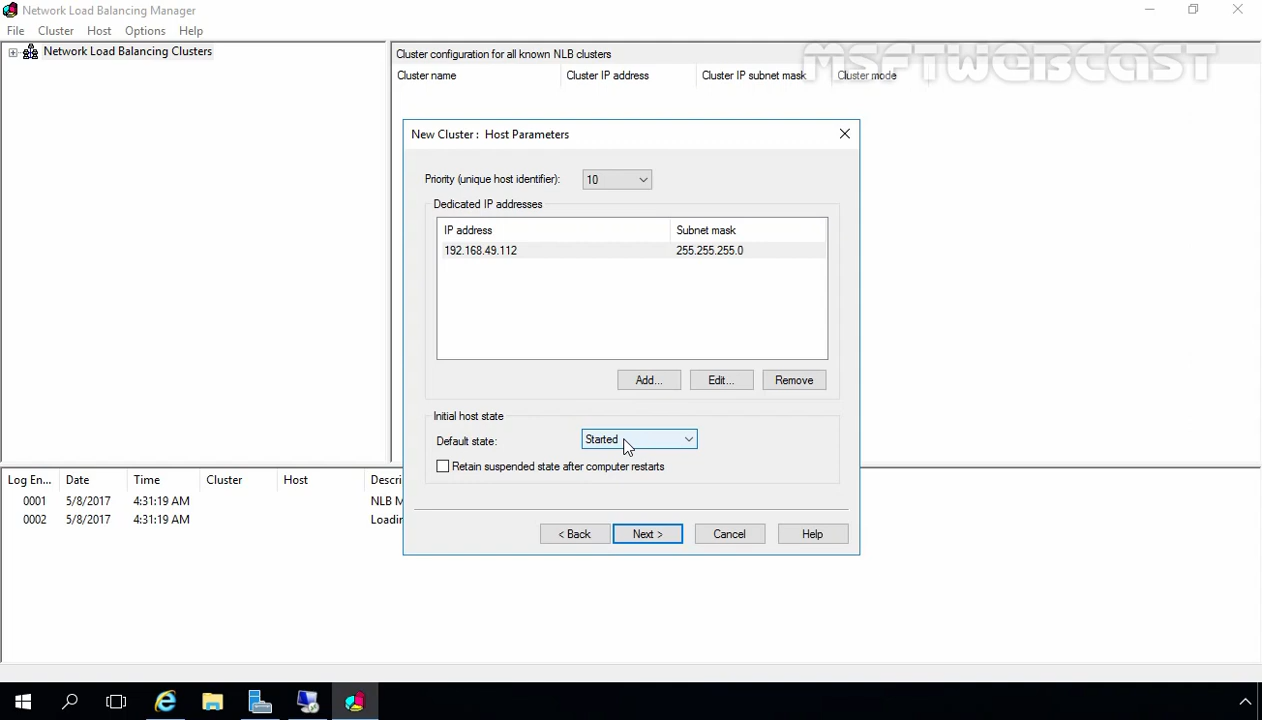 Network Load Balancing Manager
File Cluster Host Options Help
Network Load Balancing Clusters
Cluster configuration for all known NLB clusters
MSFTWEBCAST
Cluster name Cluster IP address Cluster IP subnet mask Cluster mode
New Cluster : Host Parameters
Priority (unique host identifier): 10
Dedicated IP addresses
IP address Subnet mask
192.168.49.112 255.255.255.0
Add... Edit... Remove
Initial host state
Default state: Started
Retain suspended state after computer restarts
< Back Next > Cancel Help
Log En... Date Time Cluster Host Descri
0001 5/8/2017 4:31:19 AM NLB M
0002 5/8/2017 4:31:19 AM Loadin